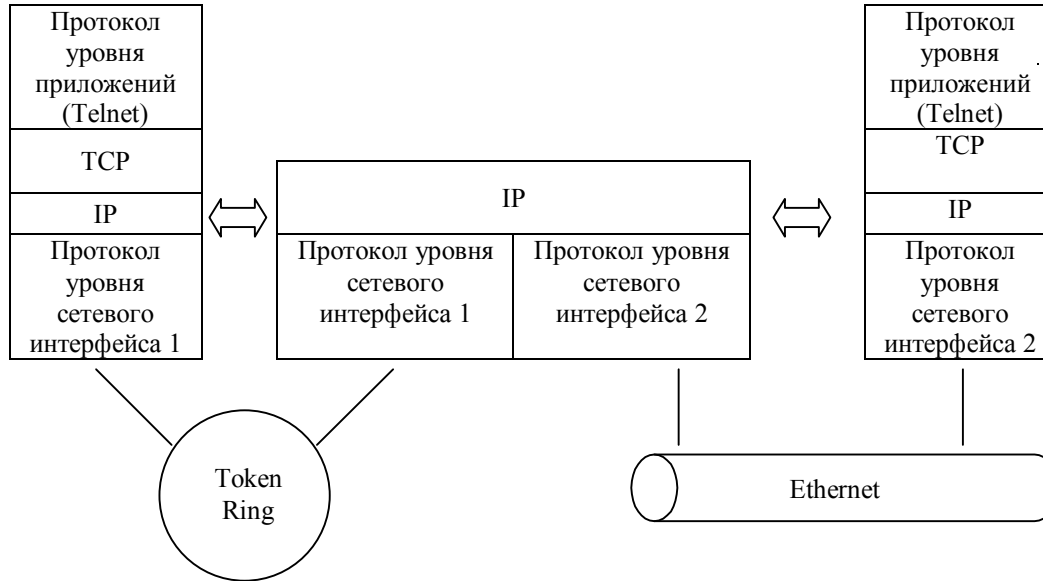 Протокол
уровня
приложений
(Telnet)
TCP
IP
Протокол
уровня
сетевого
интерфейса 1
IP
Протокол уровня
сетевого
интерфейса 1
Протокол уровня
сетевого
интерфейса 2
Протокол
уровня
приложений
(Telnet)
TCP
IP
Протокол
уровня
сетевого
интерфейса 2
Token
Ring
Ethernet